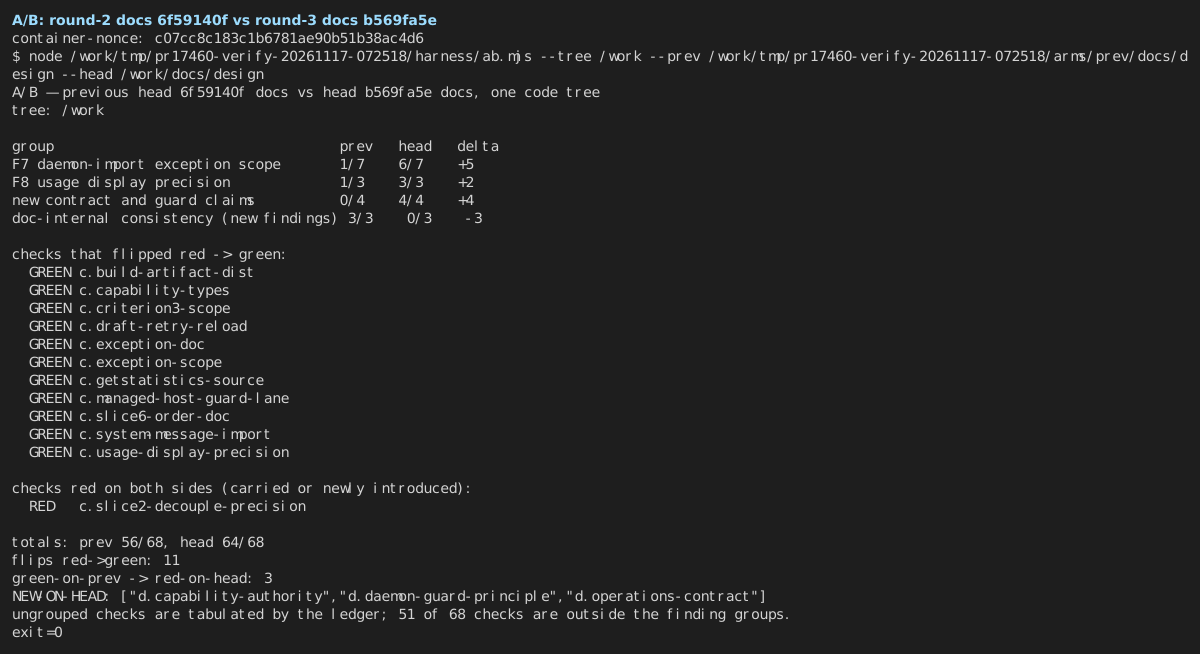 A/B: round-2 docs 6f59140f vs round-3 docs b569fa5e
container-nonce: c07cc8c183c1b6781ae90b51b38ac4d6
$ node /work/tmp/pr17460-verify-20261117-072518/harness/ab.mjs --tree /work --prev /work/tmp/pr17460-verify-20261117-072518/arms/prev/docs/d
esign --head /work/docs/design
A/B — previous head 6f59140f docs vs head b569fa5e docs, one code tree
tree: /work
group prev head delta
F7 daemon-import exception scope 1/7 6/7 +5
F8 usage display precision 1/3 3/3 +2
new contract and guard claims 0/4 4/4 +4
doc-internal consistency (new findings) 3/3 0/3 -3
checks that flipped red -> green:
GREEN c.build-artifact-dist
GREEN c.capability-types
GREEN c.criterion3-scope
GREEN c.draft-retry-reload
GREEN c.exception-doc
GREEN c.exception-scope
GREEN c.getstatistics-source
GREEN c.managed-host-guard-lane
GREEN c.slice6-order-doc
GREEN c.system-message-import
GREEN c.usage-display-precision
checks red on both sides (carried or newly introduced):
RED c.slice2-decouple-precision
totals: prev 56/68, head 64/68
flips red->green: 11
green-on-prev -> red-on-head: 3
NEW-ON-HEAD: ["d.capability-authority","d.daemon-guard-principle","d.operations-contract"]
ungrouped checks are tabulated by the ledger; 51 of 68 checks are outside the finding groups.
exit=0